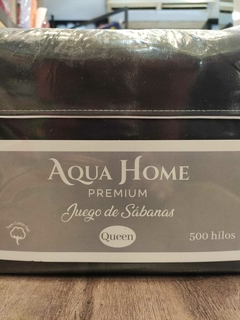 AQUA HOME
PREMIUM
Juego de Sábanas
Queen
500 hilos